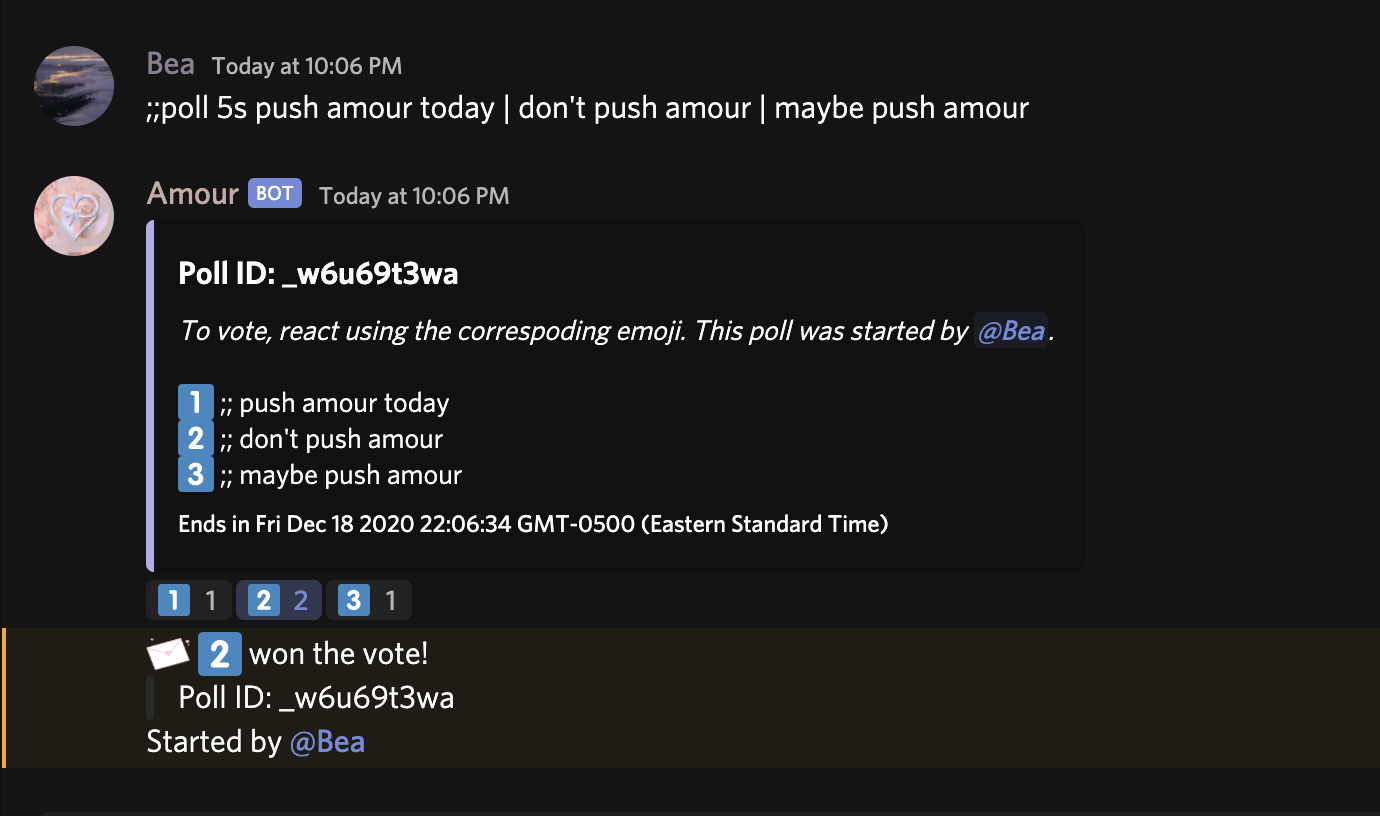 Bea Today at 10:06 PM
;;poll 5s push amour today | don't push amour | maybe push amour
Amour BOT Today at 10:06 PM
Poll ID: _w6u69t3wa
To vote, react using the correspoding emoji. This poll was started by @Bea.
1 ;; push amour today
2 ;; don't push amour
3 ;; maybe push amour
Ends in Fri Dec 18 2020 22:06:34 GMT-0500 (Eastern Standard Time)
1 1 2 2 3 1
2 won the vote!
Poll ID: _w6u69t3wa
Started by @Bea